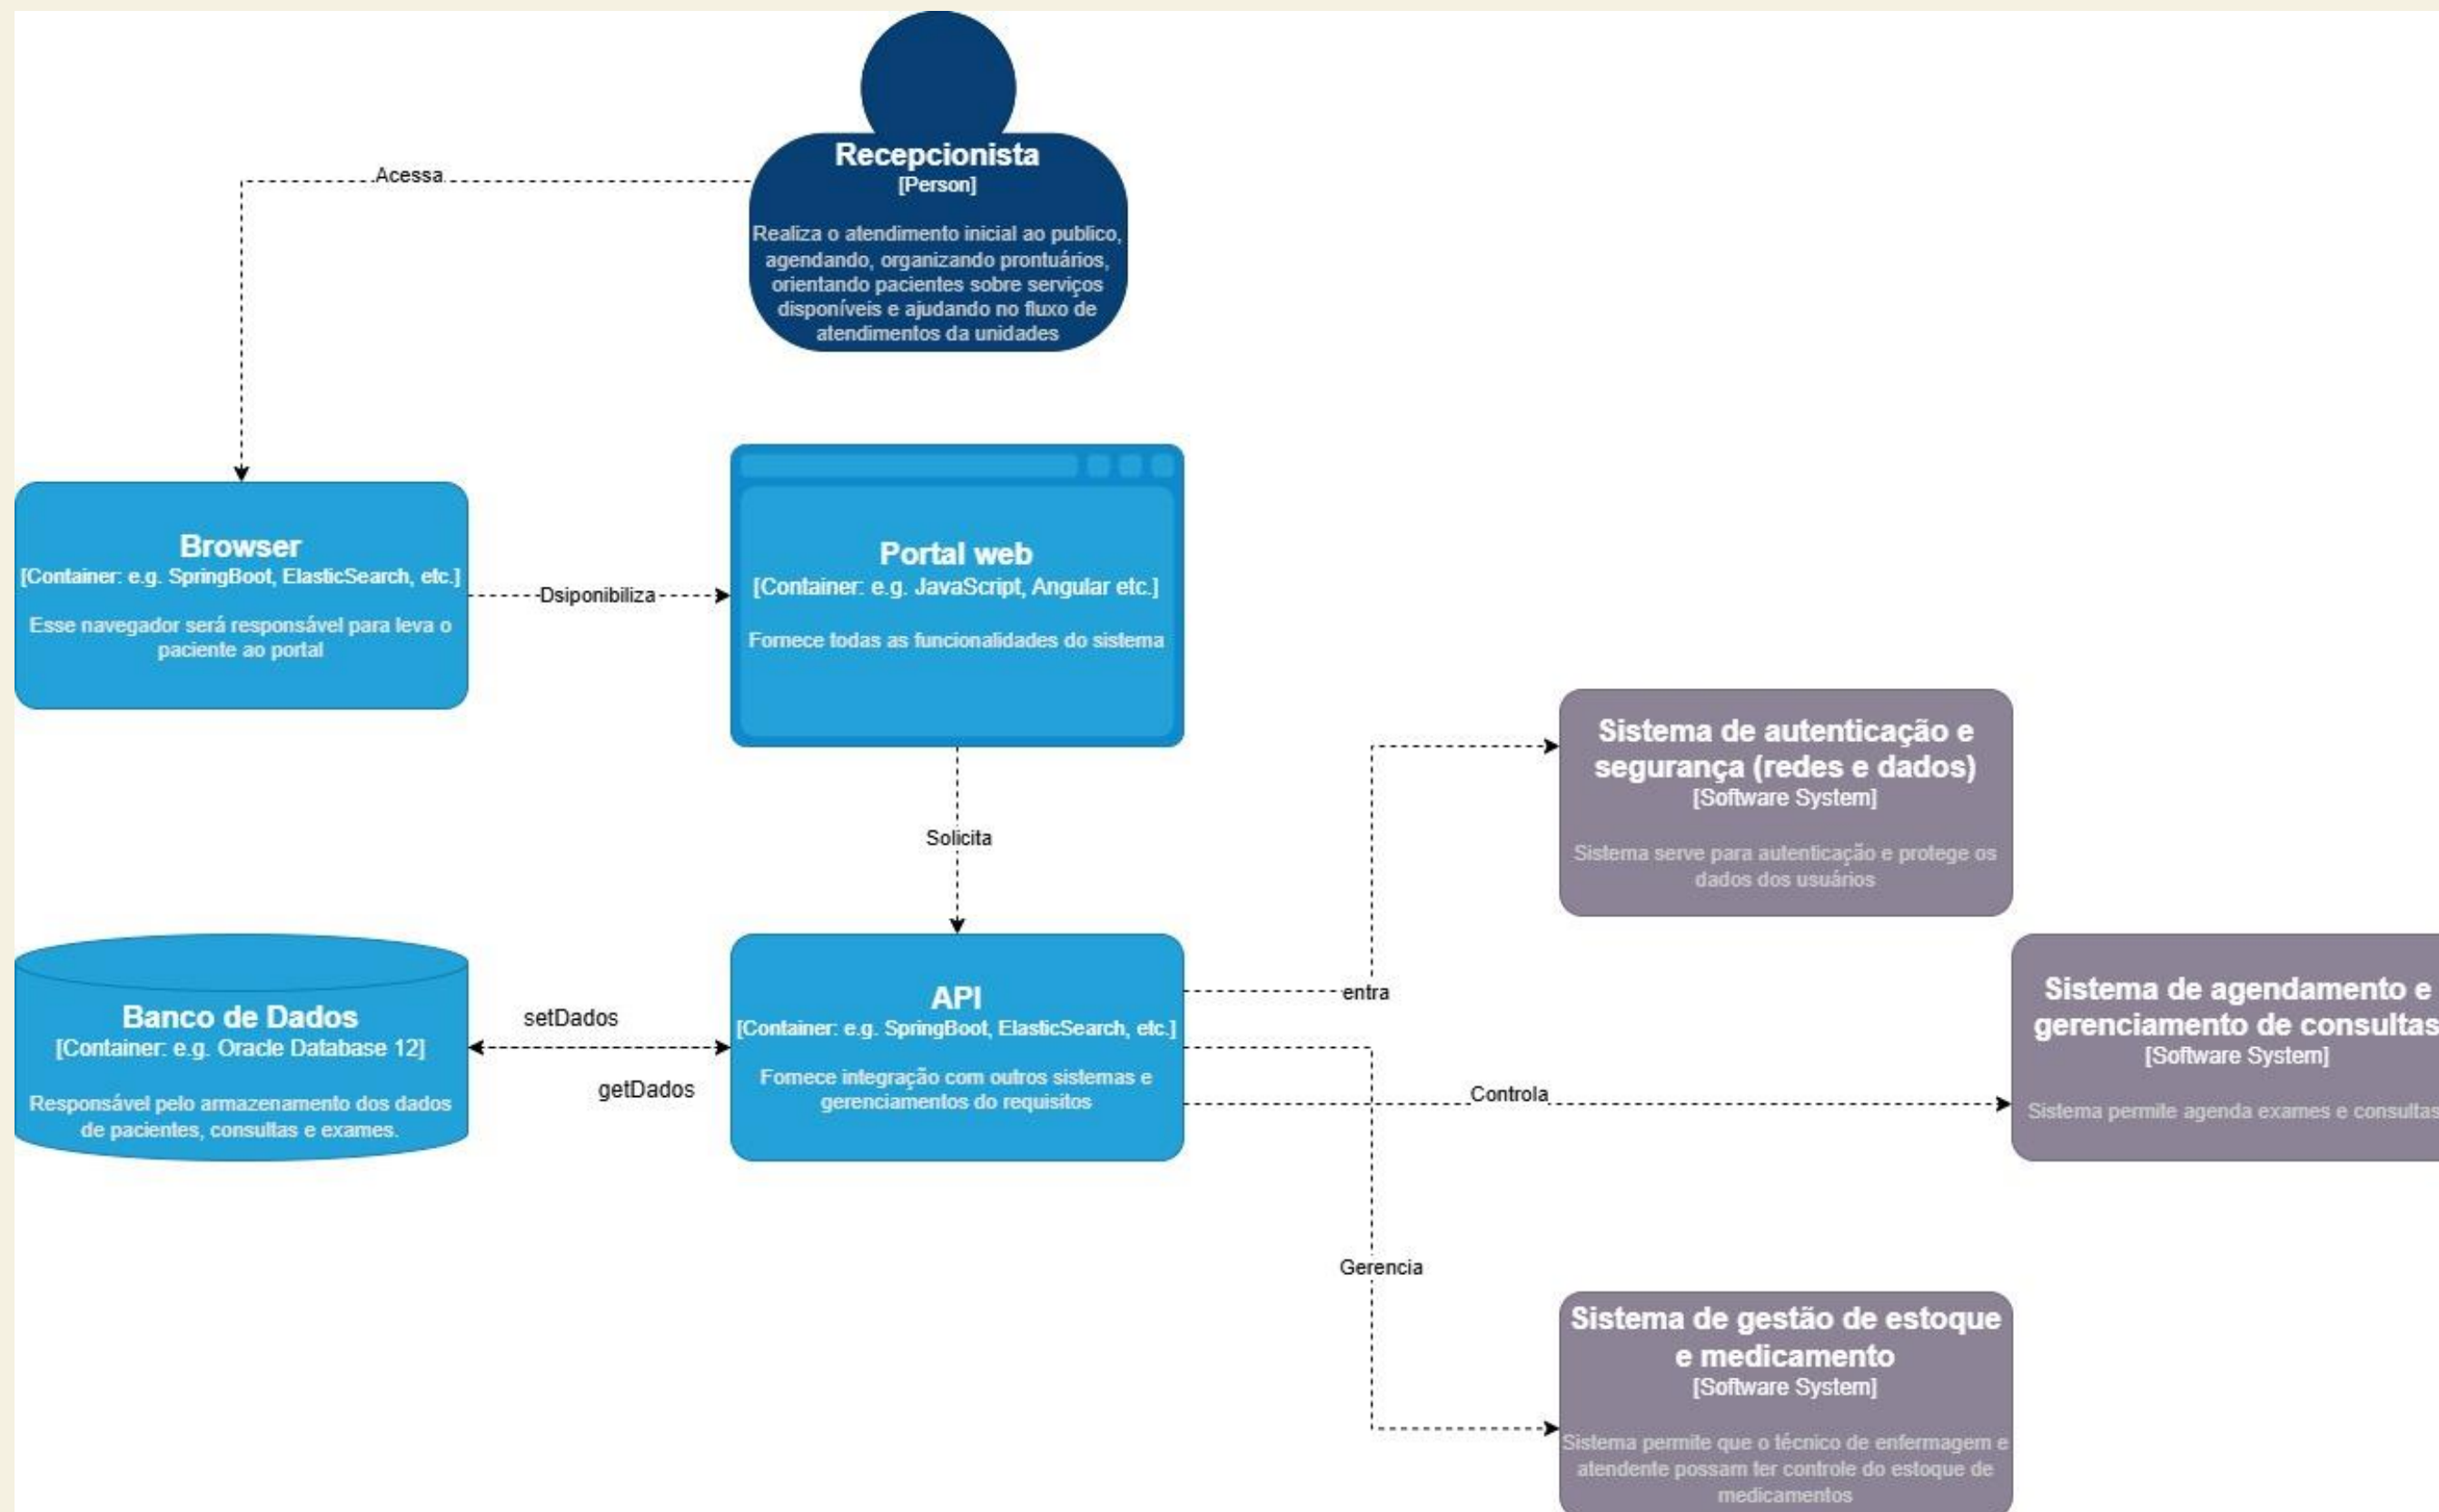 Recepcionista
[Person]
Realiza o atendimento inicial ao publico,
agendando, organizando prontuários,
orientando pacientes sobre serviços
disponíveis e ajudando no fluxo de
atendimentos da unidades
Acessa
Browser
[Container: e.g. SpringBoot, ElasticSearch, etc.]
Esse navegador será responsável para leva o
paciente ao portal
Dsiponibiliza
Portal web
[Container: e.g. JavaScript, Angular etc.]
Fornece todas as funcionalidades do sistema
Solicita
Sistema de autenticação e
segurança (redes e dados)
[Software System]
Sistema serve para autenticação e protege os
dados dos usuários
Banco de Dados
[Container: e.g. Oracle Database 12]
Responsável pelo armazenamento dos dados
de pacientes, consultas e exames.
setDados
getDados
API
[Container: e.g. SpringBoot, ElasticSearch, etc.]
Fornece integração com outros sistemas e
gerenciamentos do requisitos
entra
Controla
Sistema de agendamento e
gerenciamento de consultas
[Software System]
Sistema permite agenda exames e consultas
Gerencia
Sistema de gestão de estoque
e medicamento
[Software System]
Sistema permite que o técnico de enfermagem e
atendente possam ter controle do estoque de
medicamentos